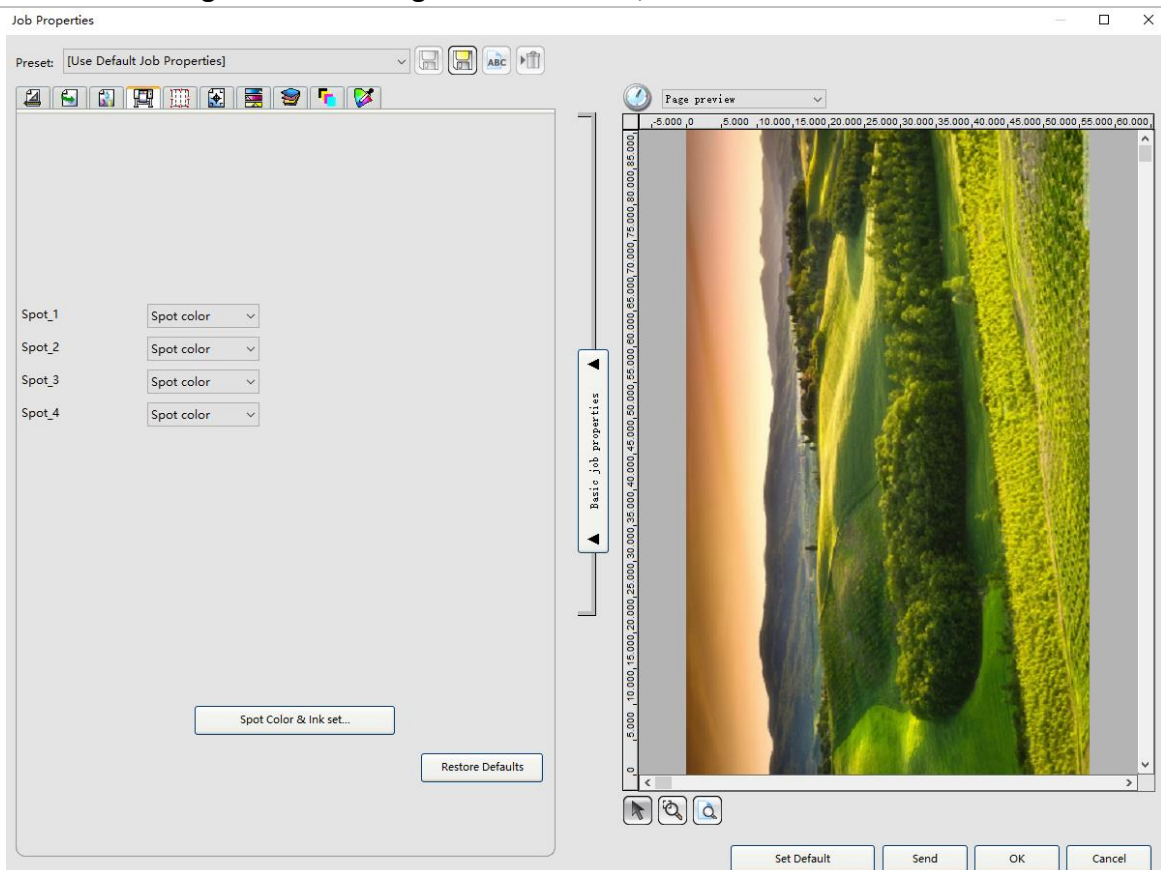 Job Properties
Preset: [Use Default Job Properties]
ABC
Page preview
-5.000 0 5.000 10.000 15.000 20.000 25.000 30.000 35.000 40.000 45.000 50.000 55.000 60.000
85.000 80.000 75.000 70.000 65.000 60.000 55.000 50.000 45.000 40.000 35.000 30.000 25.000 20.000 15.000 10.000 5.000 0
Spot_1 Spot color
Spot_2 Spot color
Spot_3 Spot color
Spot_4 Spot color
Basic job properties
Spot Color & Ink set...
Restore Defaults
Set Default Send OK Cancel